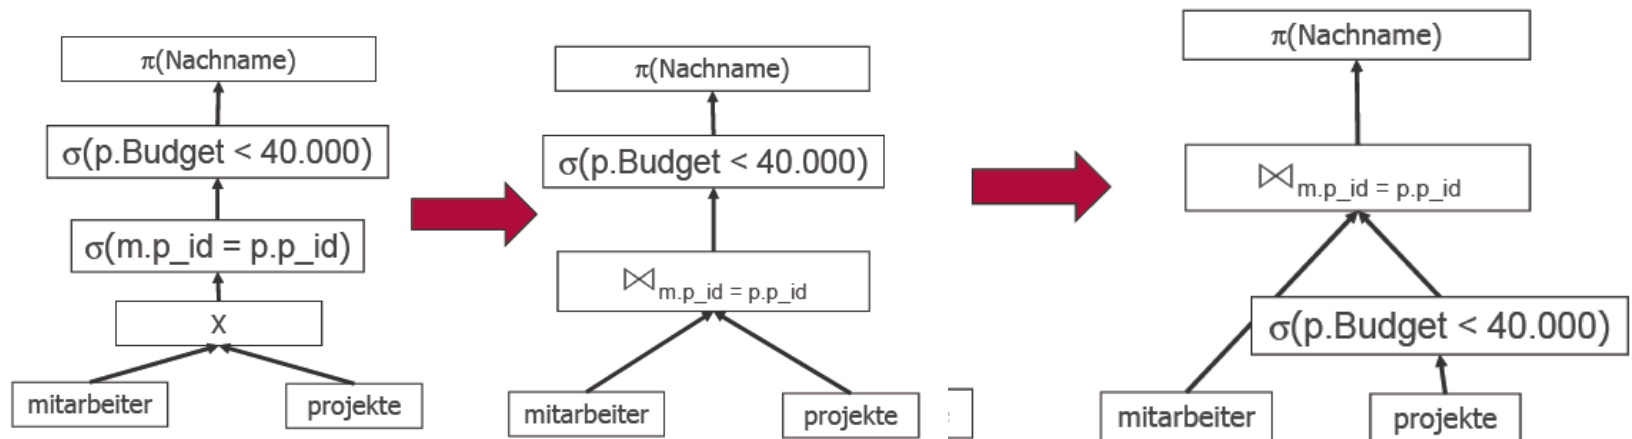 π(Nachname)
σ(p.Budget < 40.000)
σ(m.p_id = p.p_id)
X
mitarbeiter
projekte
π(Nachname)
σ(p.Budget < 40.000)
⋈m.p_id = p.p_id
mitarbeiter
projekte
π(Nachname)
⋈m.p_id = p.p_id
σ(p.Budget < 40.000)
mitarbeiter
projekte